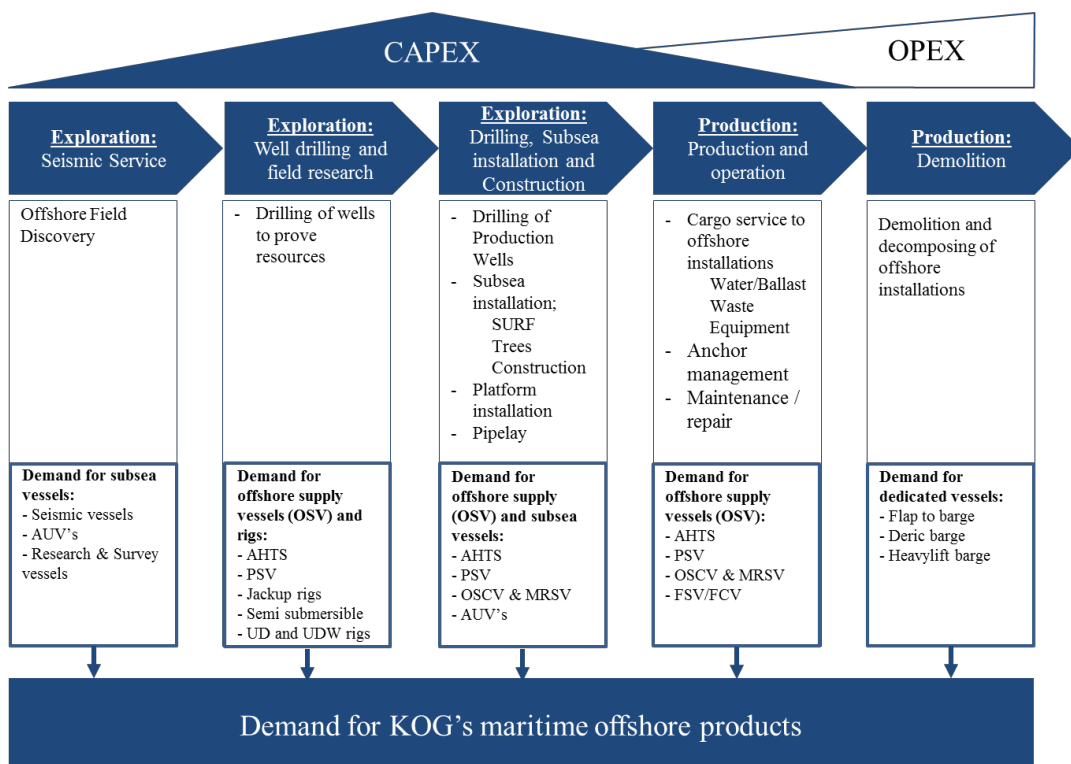 CAPEX
OPEX
Exploration:
Seismic Service
Exploration:
Well drilling and
field research
Exploration:
Drilling, Subsea
installation and
Construction
Production:
Production and
operation
Production:
Demolition
Offshore Field
Discovery
- Drilling of wells
to prove
resources
- Drilling of
Production
Wells
- Subsea
installation;
SURF
Trees
Construction
- Platform
installation
- Pipelay
- Cargo service to
offshore
installations
Water/Ballast
Waste
Equipment
- Anchor
management
- Maintenance /
repair
Demolition and
decomposing of
offshore
installations
Demand for subsea
vessels:
- Seismic vessels
- AUV's
- Research & Survey
vessels
Demand for
offshore supply
vessels (OSV) and
rigs:
- AHTS
- PSV
- Jackup rigs
- Semi submersible
- UD and UDW rigs
Demand for
offshore supply
(OSV) and subsea
vessels:
- AHTS
- PSV
- OSCV & MRSV
- AUV's
Demand for
offshore supply
vessels (OSV):
- AHTS
- PSV
- OSCV & MRSV
- FSV/FCV
Demand for
dedicated vessels:
- Flap to barge
- Deric barge
- Heavylift barge
Demand for KOG's maritime offshore products